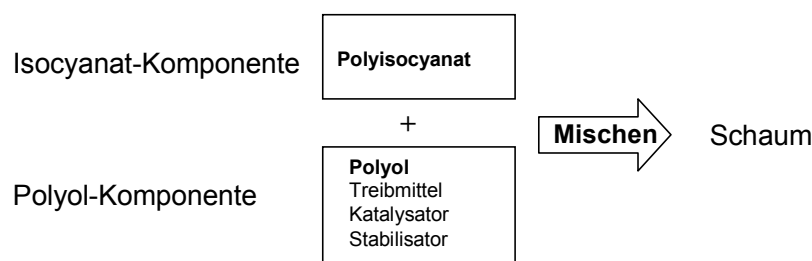 Isocyanat-Komponente
Polyisocyanat
+
Mischen
Schaum
Polyol-Komponente
Polyol
Treibmittel
Katalysator
Stabilisator